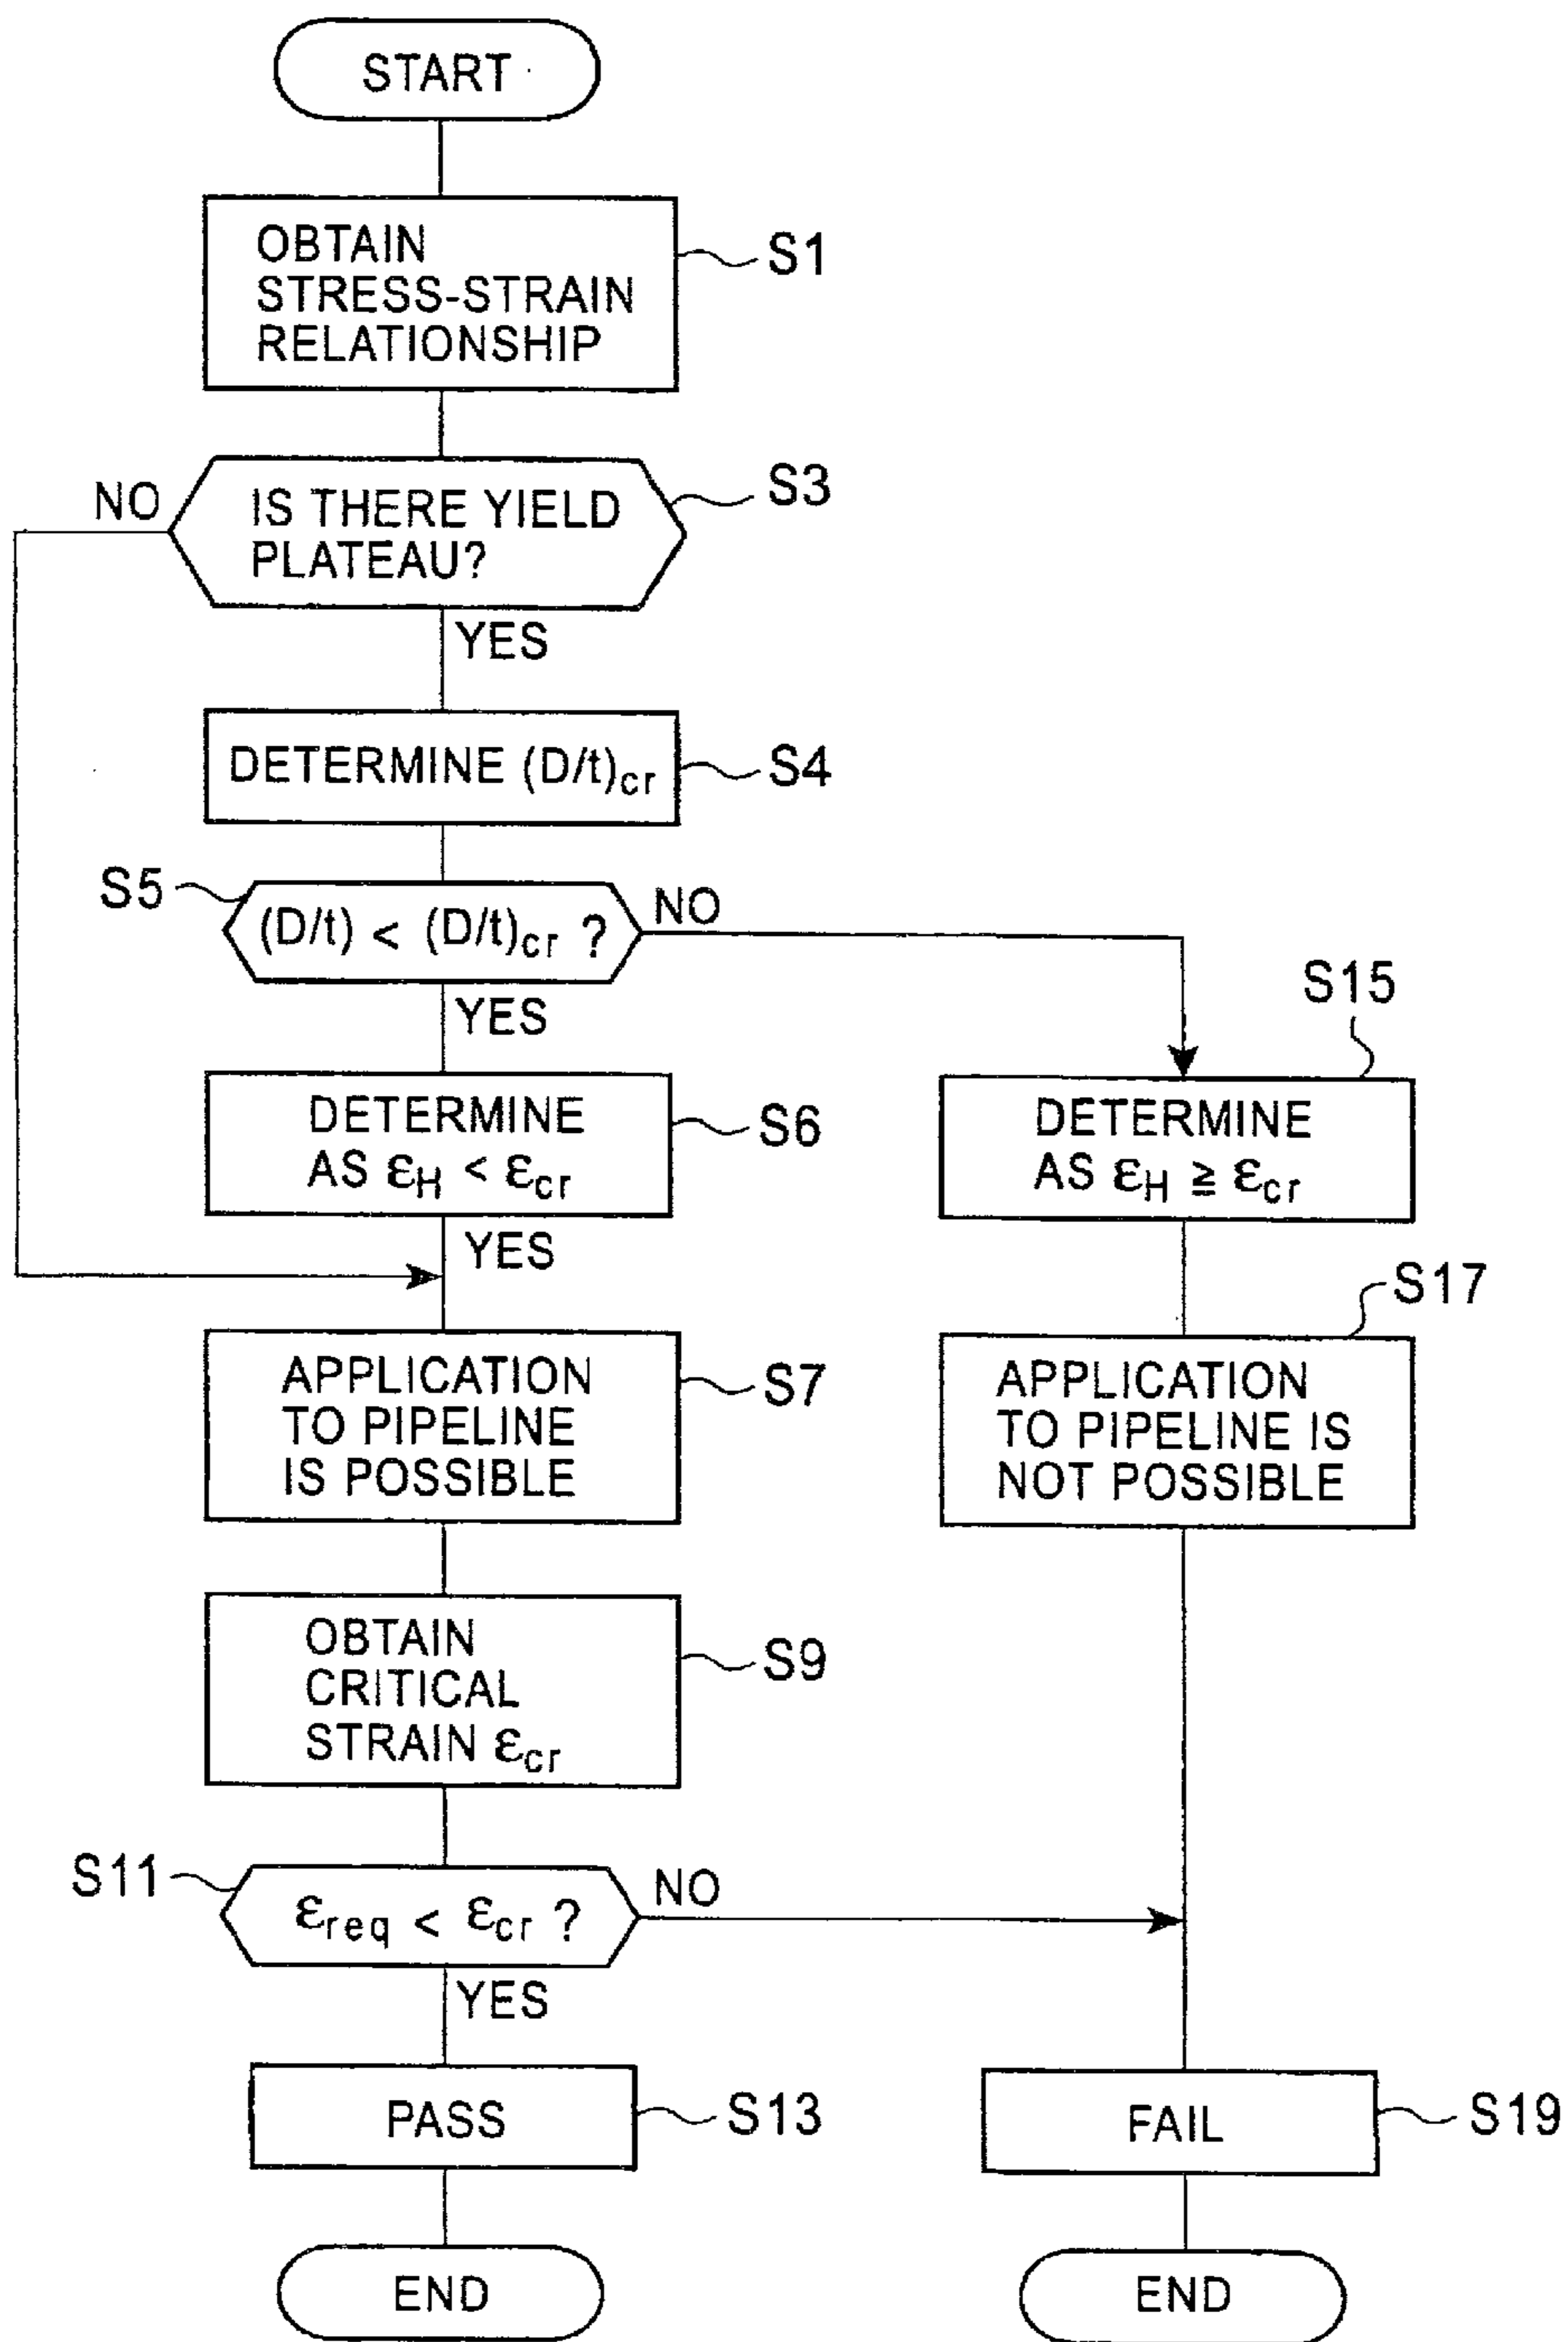 START
OBTAIN
STRESS-STRAIN
RELATIONSHIP
S1
NO
IS THERE YIELD
PLATEAU?
S3
YES
DETERMINE (D/t)cr
S4
S5
(D/t) < (D/t)cr ?
NO
YES
S15
DETERMINE
AS εH < εcr
S6
DETERMINE
AS εH ≧ εcr
YES
S17
APPLICATION
TO PIPELINE
IS POSSIBLE
S7
APPLICATION
TO PIPELINE IS
NOT POSSIBLE
OBTAIN
CRITICAL
STRAIN εcr
S9
S11
εreq < εcr ?
NO
YES
PASS
S13
FAIL
S19
END
END